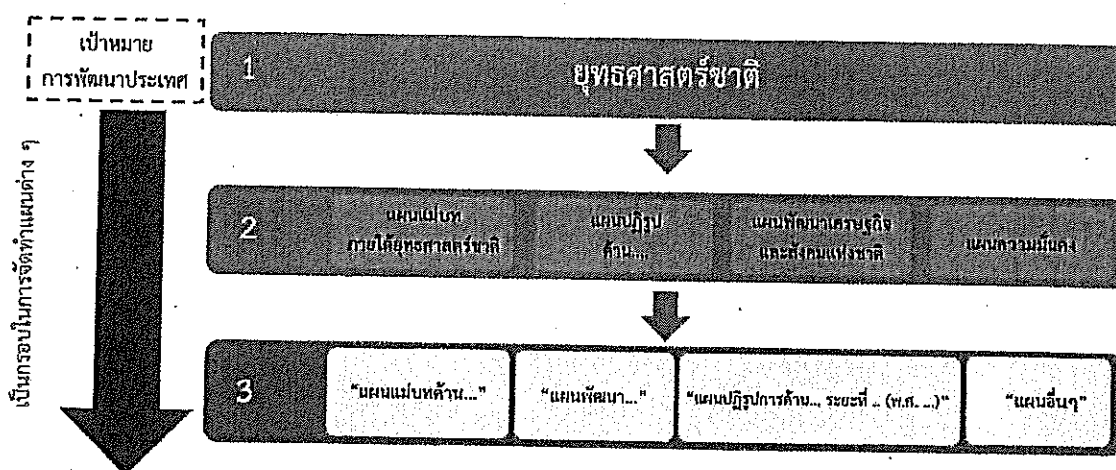 เป้าหมาย
การพัฒนาประเทศ
1
ยุทธศาสตร์ชาติ
เป็นกรอบในการจัดทำแผนต่าง ๆ
2
แผนแม่บท
ภายใต้ยุทธศาสตร์ชาติ
แผนปฏิรูป
ด้าน....
แผนพัฒนาเศรษฐกิจ
และสังคมแห่งชาติ
แผนความมั่นคง
3
"แผนแม่บทด้าน..."
"แผนพัฒนา..."
"แผนปฏิรูปการด้าน.., ระยะที่ .. (พ.ศ. ...)"
"แผนอื่นๆ"